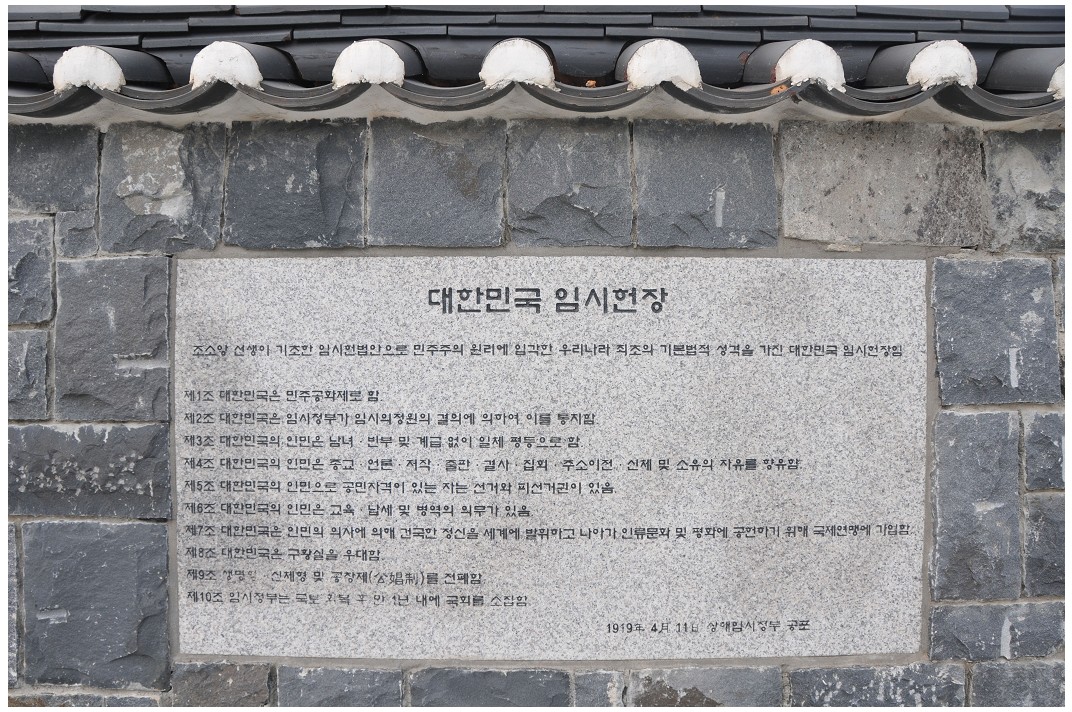 대한민국 임시헌장
조소앙 선생이 기초한 임시헌법안으로 민주주의 원리에 입각한 우리나라 최초의 기본법적 성격을 가진 대한민국 임시헌장임
제1조 대한민국은 민주공화제로 함
제2조 대한민국은 임시정부가 임시의정원의 결의에 의하여 이를 통치함
제3조 대한민국의 인민은 남녀 · 빈부 및 계급 없이 일체 평등으로 함
제4조 대한민국의 인민은 종교 · 언론 · 저작 · 출판 · 결사 · 집회 · 주소이전 · 신체 및 소유의 자유를 향유함.
제5조 대한민국의 인민으로 공민자격이 있는 자는 선거와 피선거권이 있음
제6조 대한민국의 인민은 교육 · 납세 및 병역의 의무가 있음
제7조 대한민국은 인민의 의사에 의해 건국한 정신을 세계에 발휘하고 나아가 인류문화 및 평화에 공헌하기 위해 국제연맹에 가입함.
제8조 대한민국은 구황실을 우대함
제9조 생명형 · 신체형 및 공창제(公娼制)를 전폐함
제10조 임시정부는 국토 회복 후 만 1년 내에 국회를 소집함
1919年 4月 11日 상해임시정부 공포